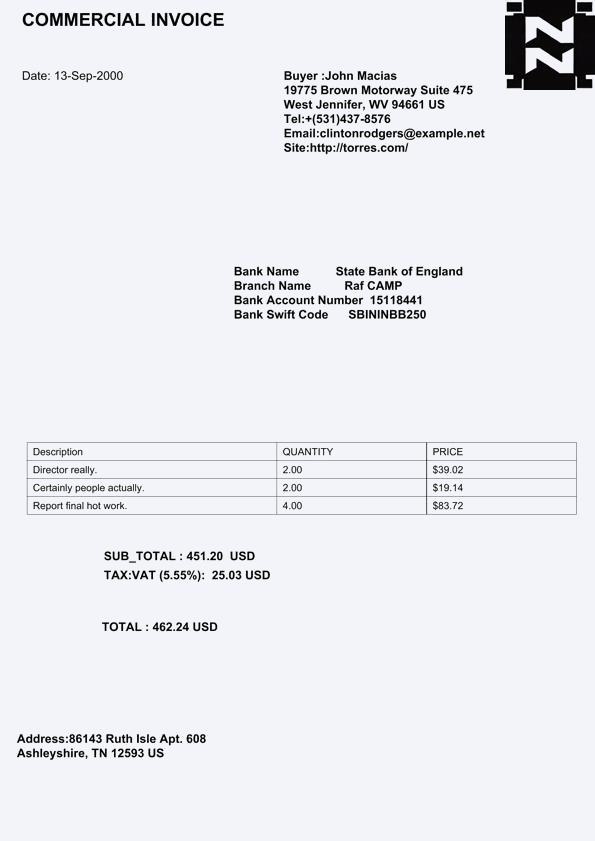 COMMERCIAL INVOICE
Date: 13-Sep-2000
Buyer :John Macias
19775 Brown Motorway Suite 475
West Jennifer, WV 94661 US
Tel:+(531)437-8576
Email:clintonrodgers@example.net
Site:http://torres.com/
Bank Name State Bank of England
Branch Name Raf CAMP
Bank Account Number 15118441
Bank Swift Code SBININBB250
Description QUANTITY PRICE
Director really. 2.00 $39.02
Certainly people actually. 2.00 $19.14
Report final hot work. 4.00 $83.72
SUB_TOTAL : 451.20 USD
TAX:VAT (5.55%): 25.03 USD
TOTAL : 462.24 USD
Address:86143 Ruth Isle Apt. 608
Ashleyshire, TN 12593 US